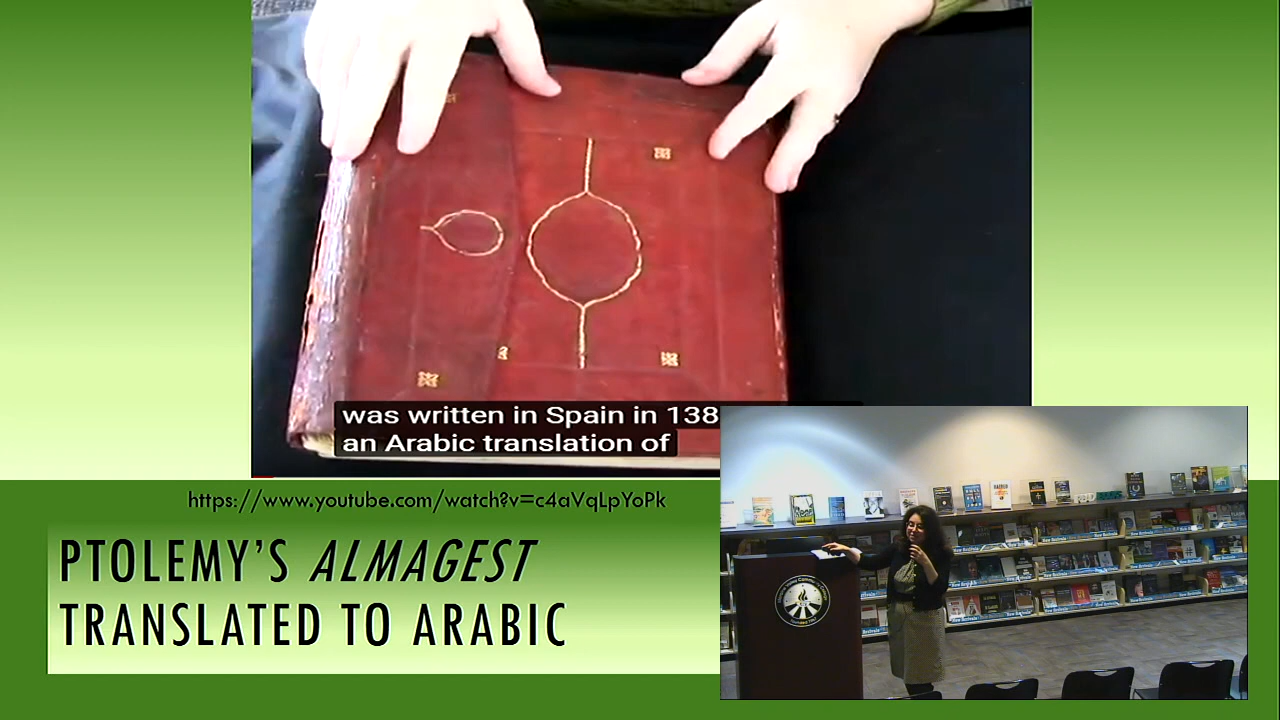 was written in Spain in 138
an Arabic translation of
https://www.youtube.com/watch?v=c4aVqLpYoPk
PTOLEMY'S ALMAGEST
TRANSLATED TO ARABIC